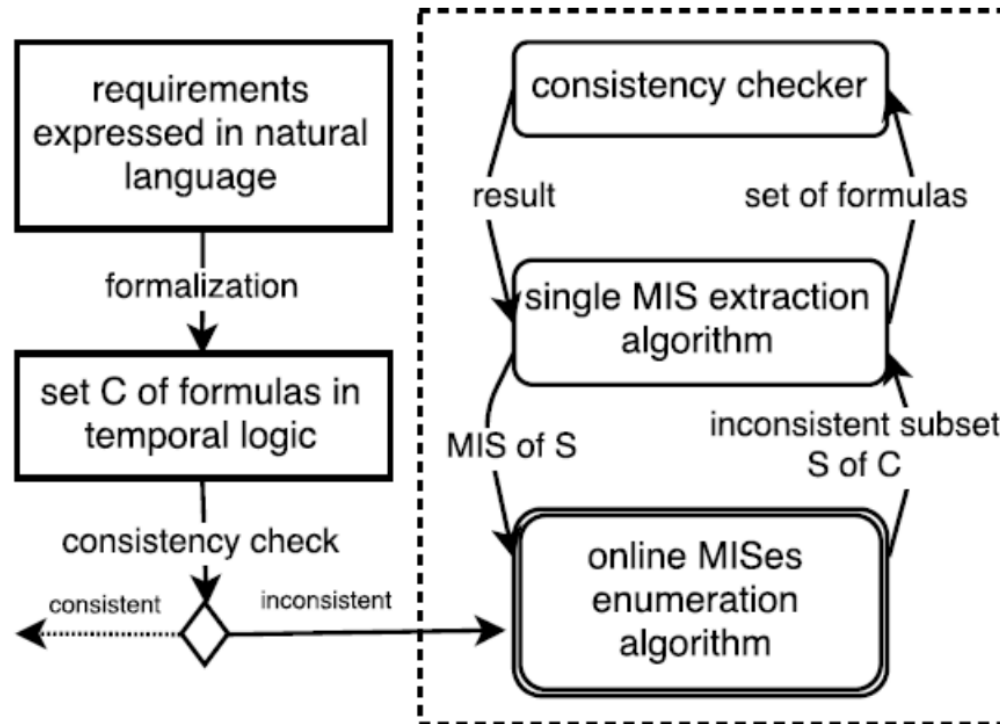 requirements
expressed in natural
language
formalization
set C of formulas in
temporal logic
consistency check
consistent
inconsistent
consistency checker
result
set of formulas
single MIS extraction
algorithm
MIS of S
inconsistent subset
S of C
online MISes
enumeration
algorithm